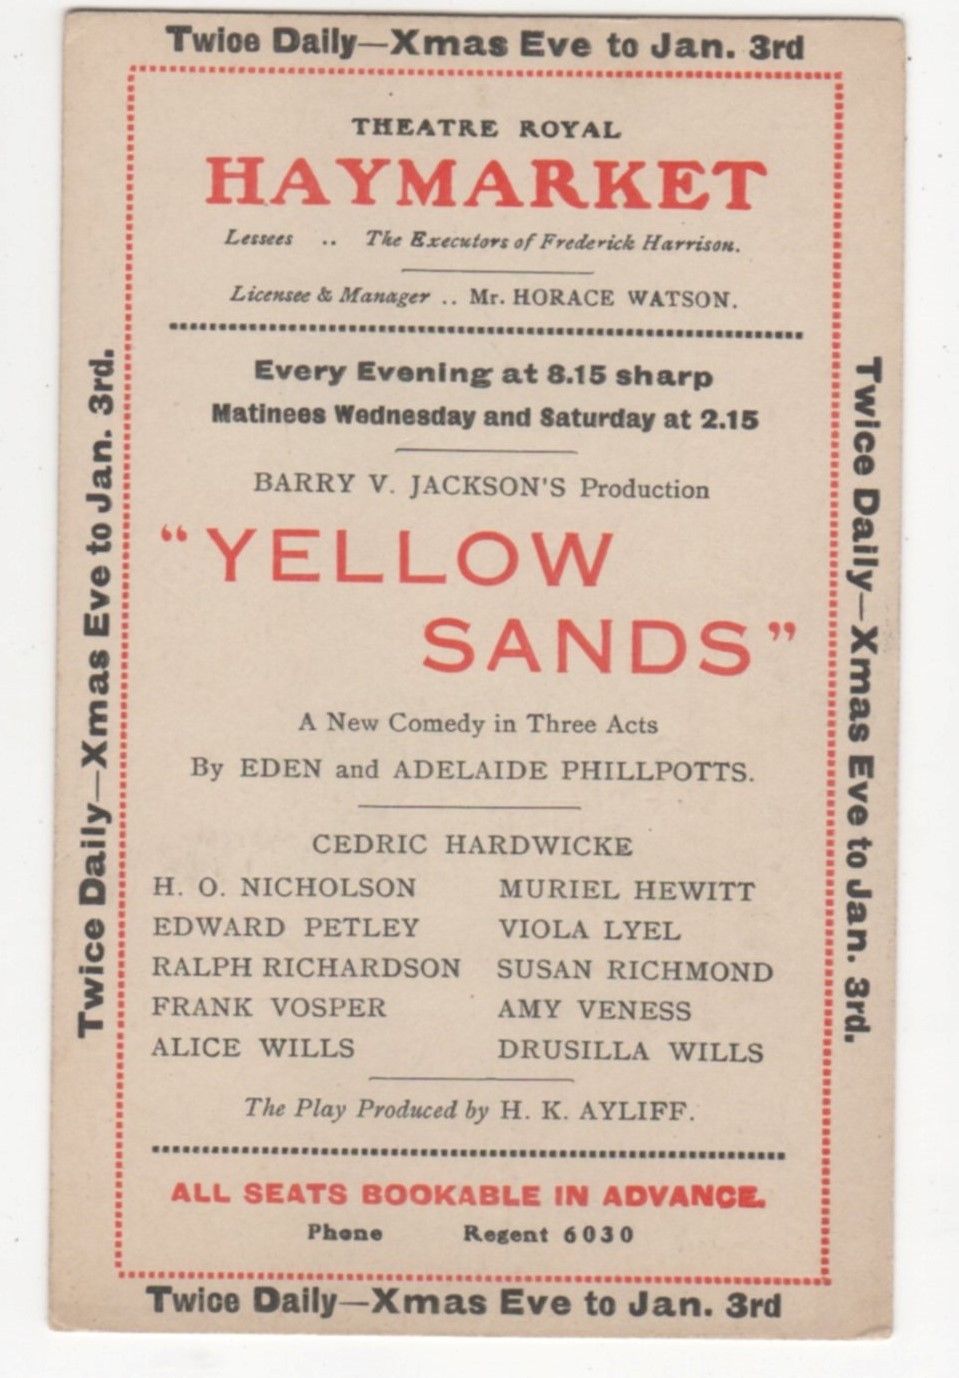 Twice Daily—Xmas Eve to Jan. 3rd
THEATRE ROYAL
HAYMARKET
Lessees .. The Executors of Frederick Harrison.
Licensee & Manager .. Mr. HORACE WATSON.
Every Evening at 8.15 sharp
Matinees Wednesday and Saturday at 2.15
BARRY V. JACKSON'S Production
“YELLOW
SANDS”
A New Comedy in Three Acts
By EDEN and ADELAIDE PHILLPOTTS.
CEDRIC HARDWICKE
H. O. NICHOLSON MURIEL HEWITT
EDWARD PETLEY VIOLA LYEL
RALPH RICHARDSON SUSAN RICHMOND
FRANK VOSPER AMY VENESS
ALICE WILLS DRUSILLA WILLS
The Play Produced by H. K. AYLIFF.
ALL SEATS BOOKABLE IN ADVANCE.
Phone Regent 6030
Twice Daily—Xmas Eve to Jan. 3rd
Twice Daily—Xmas Eve to Jan. 3rd.
Twice Daily—Xmas Eve to Jan. 3rd.